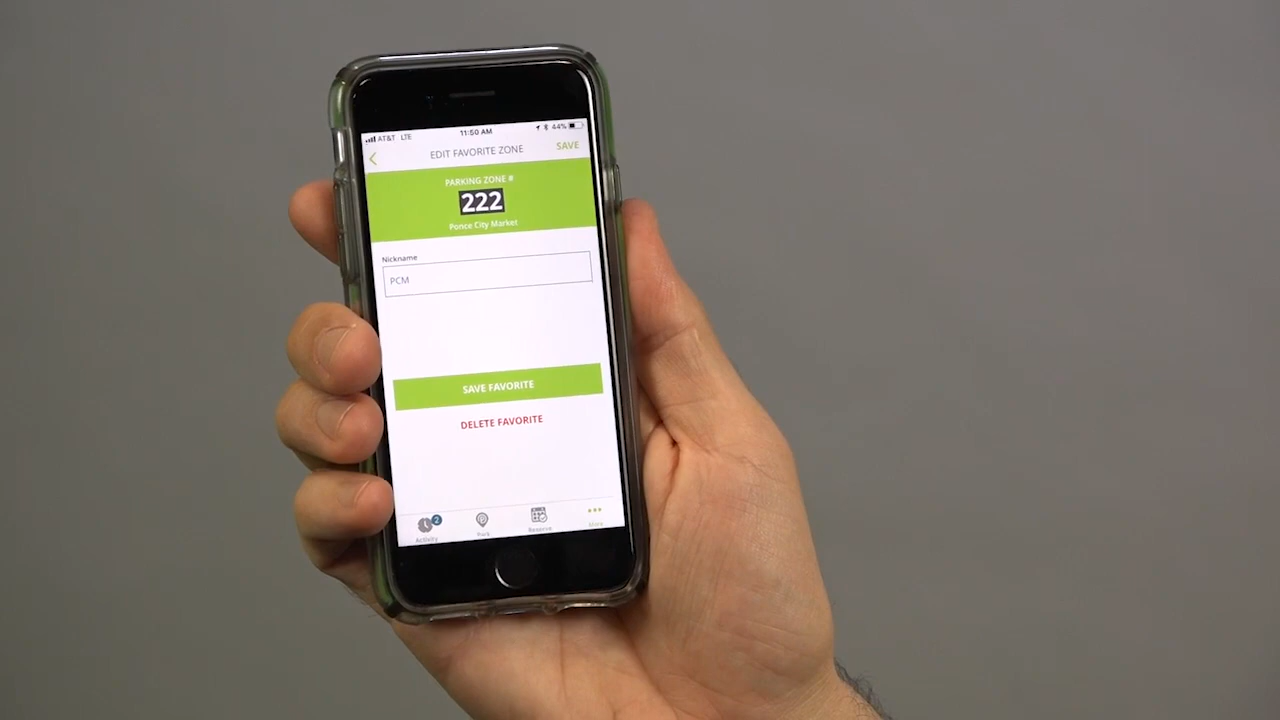 AT&T LTE 11:50 AM 44%
EDIT FAVORITE ZONE SAVE
PARKING ZONE #
222
Ponce City Market
Nickname
PCM
SAVE FAVORITE
DELETE FAVORITE
2
Activity Park Reserve More